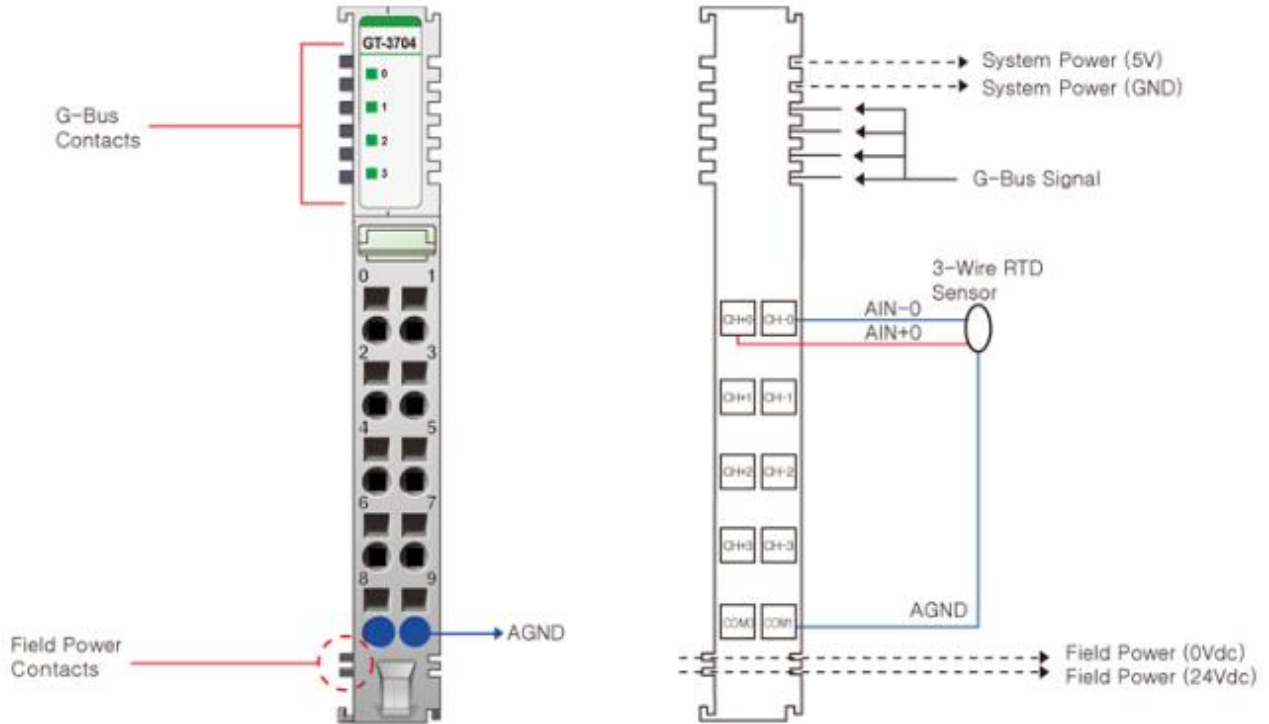 GT-3704
0
1
2
3
G-Bus
Contacts
0 1
2 3
4 5
6 7
8 9
AGND
Field Power
Contacts
System Power (5V)
System Power (GND)
G-Bus Signal
3-Wire RTD
Sensor
AIN-0
AIN+0
CH+0 CH-0
CH+1 CH-1
CH+2 CH-2
CH+3 CH-3
COM0 COM1
AGND
Field Power (0Vdc)
Field Power (24Vdc)